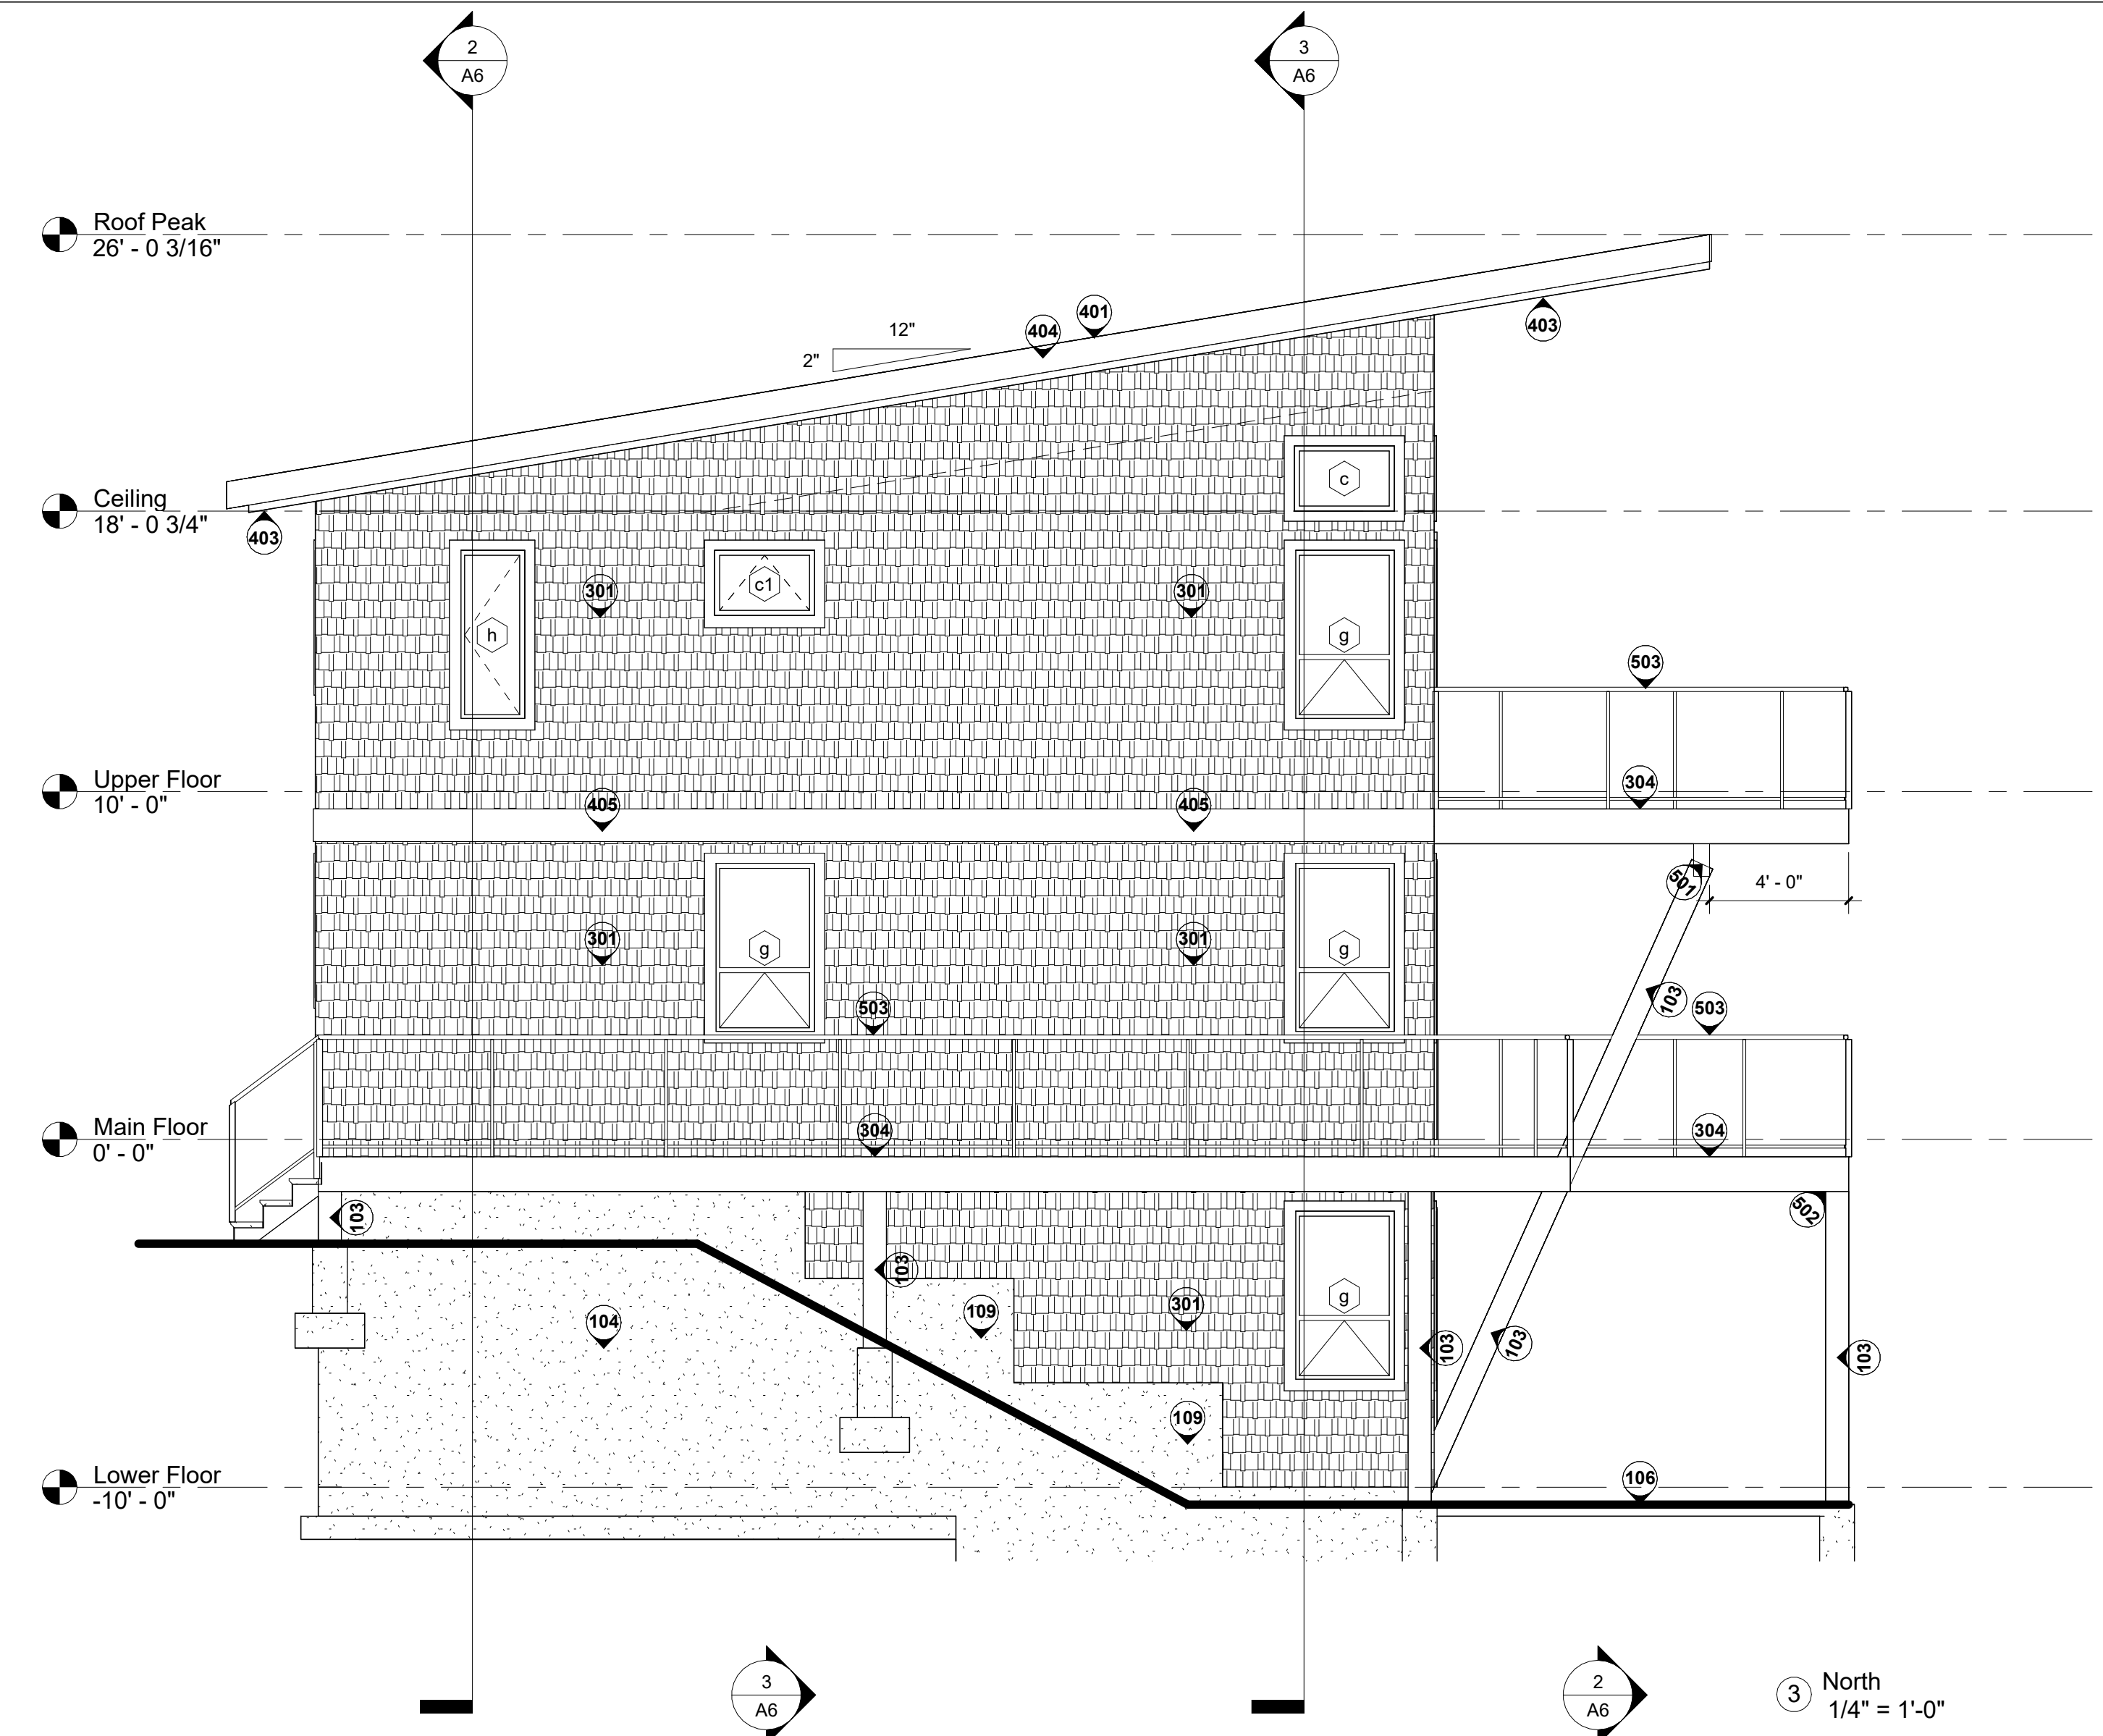 2
A6
3
A6
Roof Peak
26' - 0 3/16"
401
404
403
12"
2"
Ceiling
18' - 0 3/4"
403
c
301
c1
301
h
g
503
Upper Floor
10' - 0"
304
405
405
501
4' - 0"
301
g
301
g
103
503
503
Main Floor
0' - 0"
304
304
103
502
103
g
104
109
301
103
103
103
109
Lower Floor
-10' - 0"
106
3
A6
2
A6
3
North
1/4" = 1'-0"